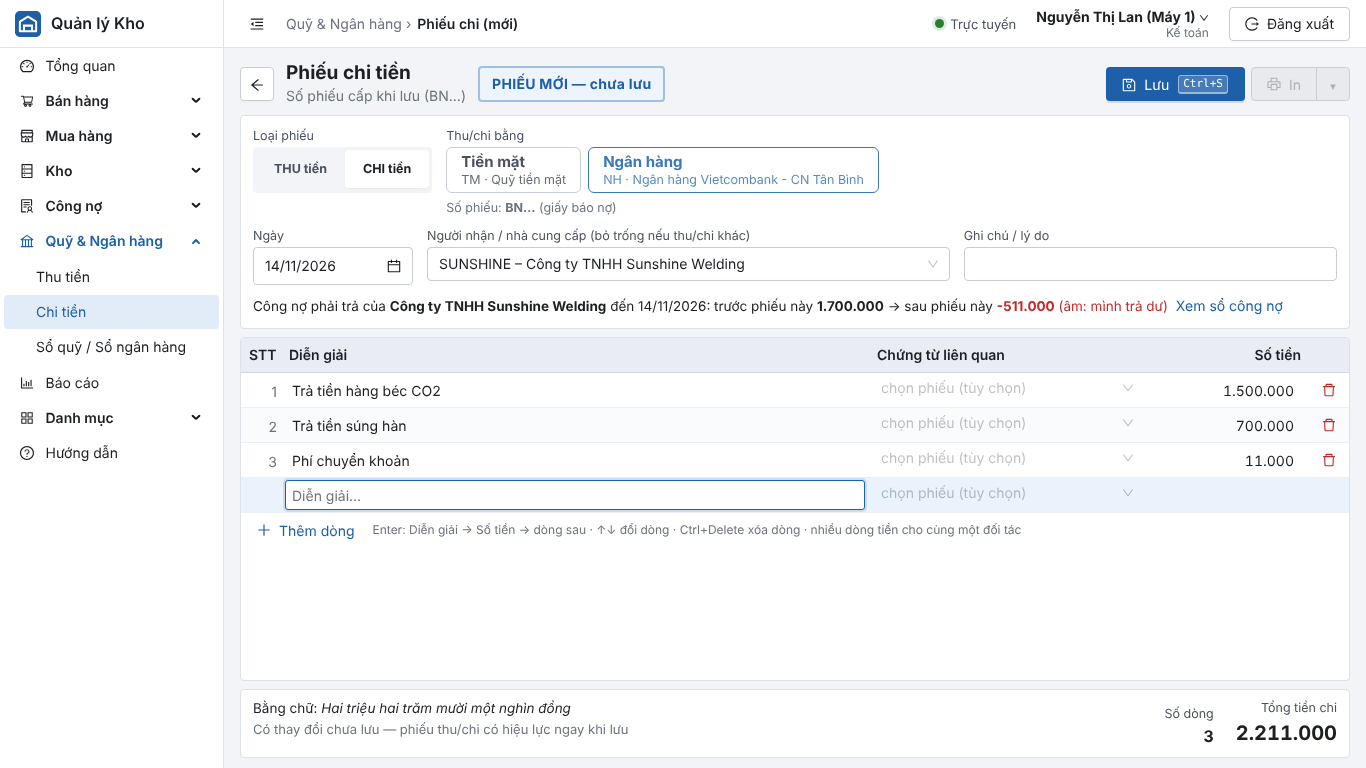 Quản lý Kho
Quỹ & Ngân hàng › Phiếu chi (mới)
Trực tuyến
Nguyễn Thị Lan (Máy 1)
Kế toán
Đăng xuất
Tổng quan
Bán hàng
Mua hàng
Kho
Công nợ
Quỹ & Ngân hàng
Thu tiền
Chi tiền
Sổ quỹ / Sổ ngân hàng
Báo cáo
Danh mục
Hướng dẫn
Phiếu chi tiền
Số phiếu cấp khi lưu (BN...)
PHIẾU MỚI — chưa lưu
Lưu Ctrl+S
In
Loại phiếu
THU tiền CHI tiền
Thu/chi bằng
Tiền mặt
TM · Quỹ tiền mặt
Ngân hàng
NH · Ngân hàng Vietcombank - CN Tân Bình
Số phiếu: BN... (giấy báo nợ)
Ngày
14/11/2026
Người nhận / nhà cung cấp (bỏ trống nếu thu/chi khác)
SUNSHINE – Công ty TNHH Sunshine Welding
Ghi chú / lý do
Công nợ phải trả của Công ty TNHH Sunshine Welding đến 14/11/2026: trước phiếu này 1.700.000 → sau phiếu này -511.000 (âm: mình trả dư) Xem sổ công nợ
STT Diễn giải Chứng từ liên quan Số tiền
1 Trả tiền hàng béc CO2 chọn phiếu (tùy chọn) 1.500.000
2 Trả tiền súng hàn chọn phiếu (tùy chọn) 700.000
3 Phí chuyển khoản chọn phiếu (tùy chọn) 11.000
Diễn giải... chọn phiếu (tùy chọn)
+ Thêm dòng Enter: Diễn giải → Số tiền → dòng sau · ↑↓ đổi dòng · Ctrl+Delete xóa dòng · nhiều dòng tiền cho cùng một đối tác
Bằng chữ: Hai triệu hai trăm mười một nghìn đồng
Có thay đổi chưa lưu — phiếu thu/chi có hiệu lực ngay khi lưu
Số dòng
3
Tổng tiền chi
2.211.000